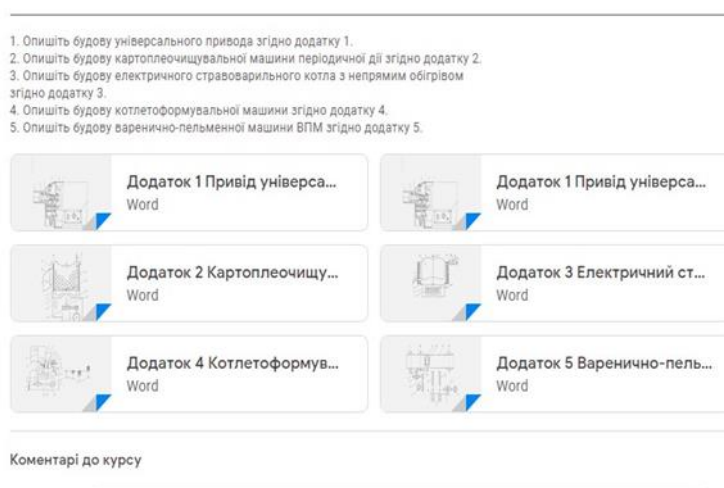 1. Опишіть будову універсального привода згідно додатку 1.
2. Опишіть будову картоплеочищувальної машини періодичної дії згідно додатку 2.
3. Опишіть будову електричного стравоварильного котла з непрямим обігрівом
згідно додатку 3.
4. Опишіть будову котлетоформувальної машини згідно додатку 4.
5. Опишіть будову варенично-пельменної машини ВПМ згідно додатку 5.
Додаток 1 Привід універса...
Word
Додаток 1 Привід універса...
Word
Додаток 2 Картоплеочищу...
Word
Додаток 3 Електричний ст...
Word
Додаток 4 Котлетоформув...
Word
Додаток 5 Варенично-пель...
Word
Коментарі до курсу